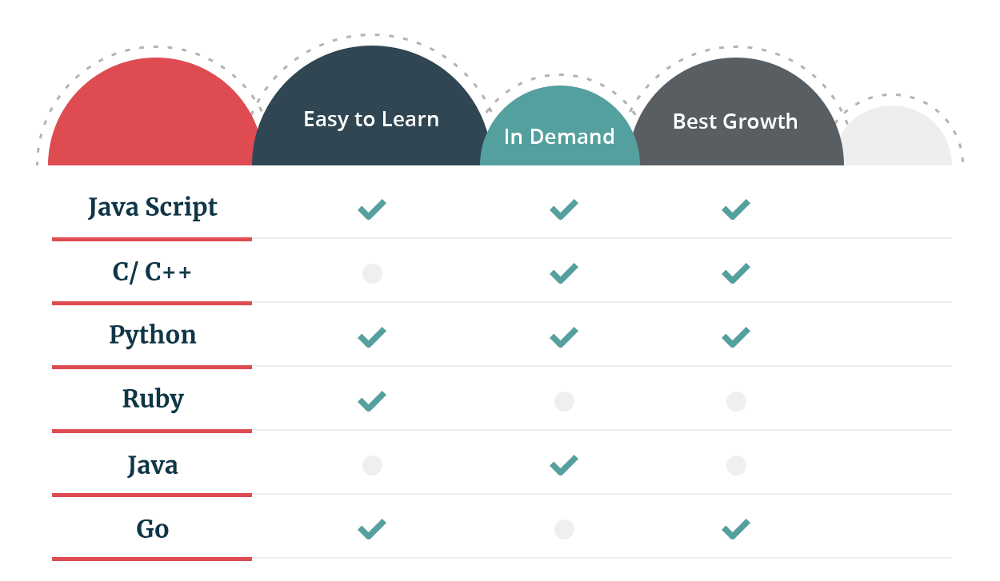 Easy to Learn
In Demand
Best Growth
Java Script
C/ C++
Python
Ruby
Java
Go